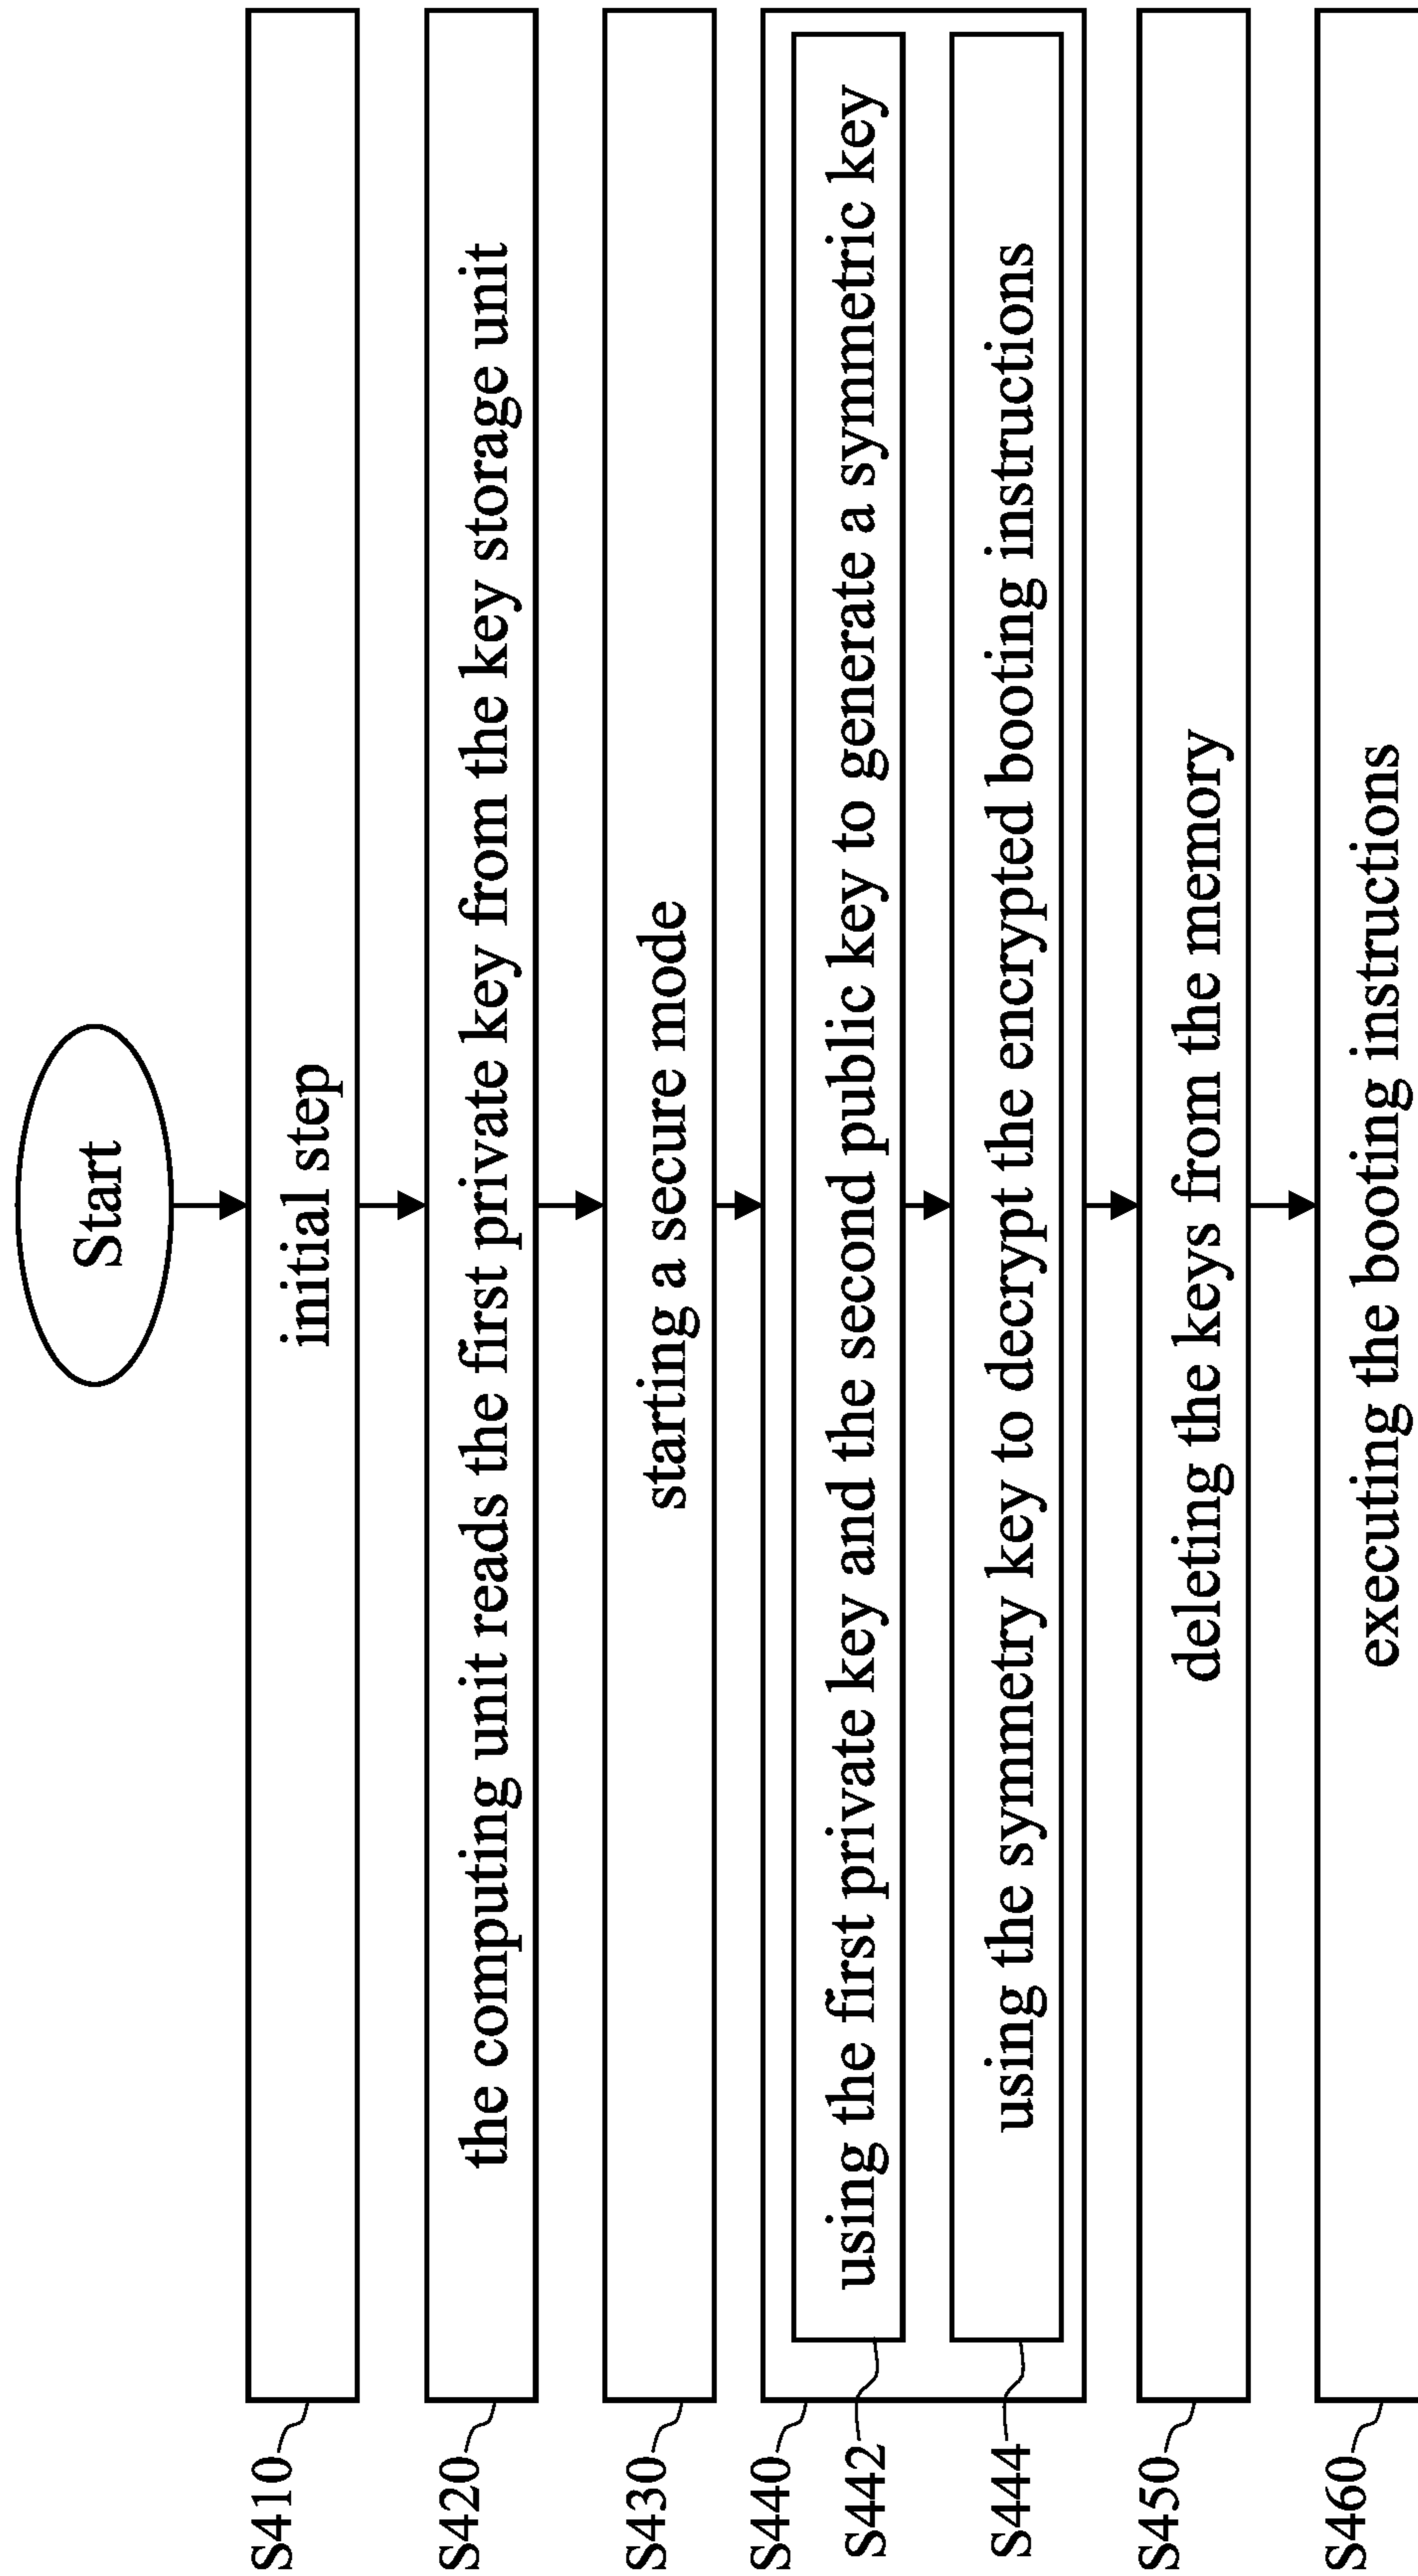 Start
S410
initial step
S420
the computing unit reads the first private key from the key storage unit
S430
starting a secure mode
S440
S442
using the first private key and the second public key to generate a symmetric key
S444
using the symmetry key to decrypt the encrypted booting instructions
S450
deleting the keys from the memory
S460
executing the booting instructions